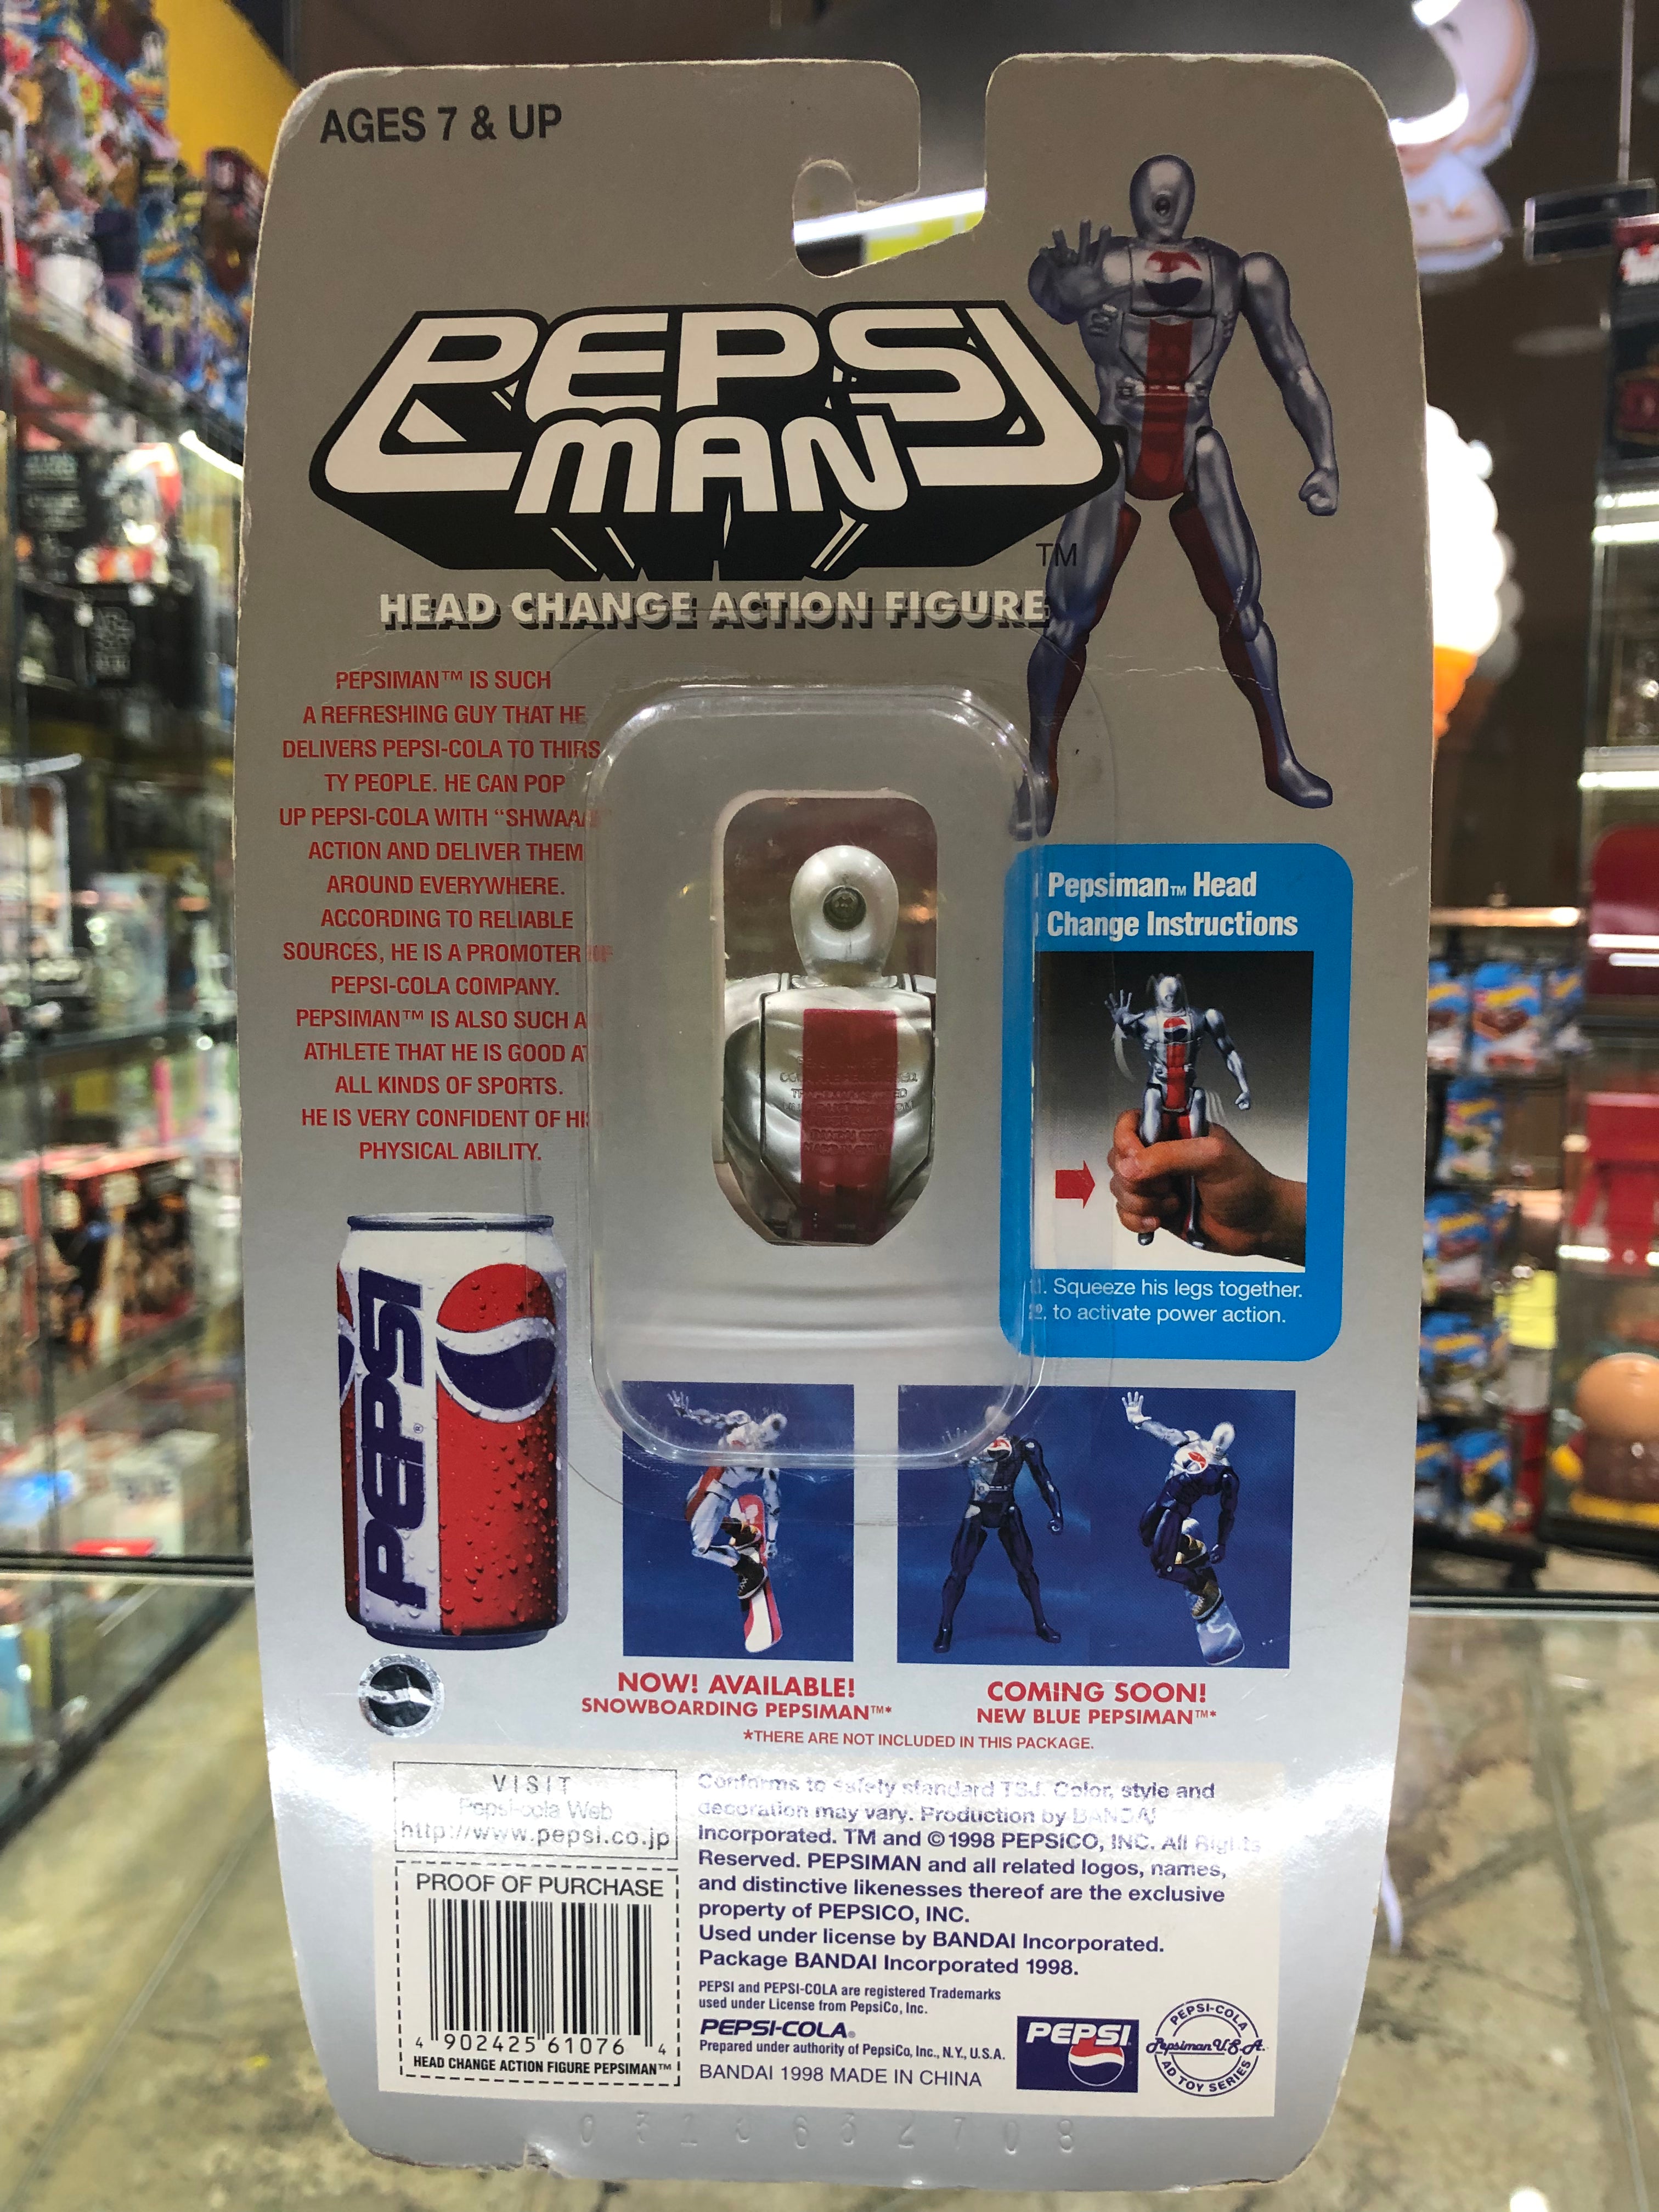 AGES 7 & UP
PEPSI
MAN
TM
HEAD CHANGE ACTION FIGURE
PEPSIMAN™ IS SUCH
A REFRESHING GUY THAT HE
DELIVERS PEPSI-COLA TO THIRS
TY PEOPLE. HE CAN POP
UP PEPSI-COLA WITH “SHWAA
ACTION AND DELIVER THEM
AROUND EVERYWHERE.
ACCORDING TO RELIABLE
SOURCES, HE IS A PROMOTER OF
PEPSI-COLA COMPANY.
PEPSIMAN™ IS ALSO SUCH A
ATHLETE THAT HE IS GOOD AT
ALL KINDS OF SPORTS.
HE IS VERY CONFIDENT OF HIS
PHYSICAL ABILITY.
Pepsiman™ Head
Change Instructions
1. Squeeze his legs together.
2. to activate power action.
PEPSI®
NOW! AVAILABLE!
SNOWBOARDING PEPSIMAN™*
COMING SOON!
NEW BLUE PEPSIMAN™*
*THERE ARE NOT INCLUDED IN THIS PACKAGE.
VISIT
Pepsi-cola Web
http://www.pepsi.co.jp
PROOF OF PURCHASE
4 902425 61076 4
HEAD CHANGE ACTION FIGURE PEPSIMAN™
Conforms to safety standard TSJ. Color, style and
decoration may vary. Production by BANDAI
Incorporated. TM and ©1998 PEPSICO, INC. All Rights
Reserved. PEPSIMAN and all related logos, names,
and distinctive likenesses thereof are the exclusive
property of PEPSICO, INC.
Used under license by BANDAI Incorporated.
Package BANDAI Incorporated 1998.
PEPSI and PEPSI-COLA are registered Trademarks
used under License from PepsiCo, Inc.
PEPSI-COLA®
Prepared under authority of PepsiCo, Inc., N.Y., U.S.A.
BANDAI 1998 MADE IN CHINA
PEPSI
PEPSI-COLA
Pepsiman U.S.A.
AD TOY SERIES